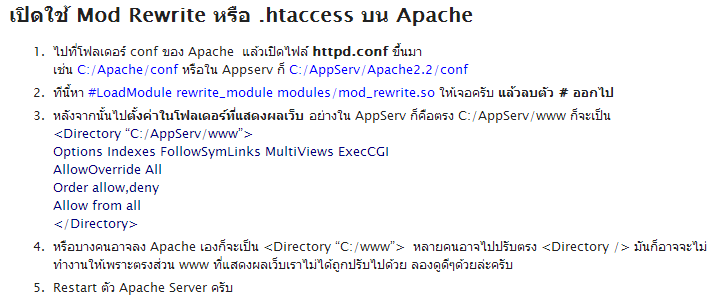 เปิดใช้ Mod Rewrite หรือ .htaccess บน Apache
1. ไปที่โฟลเดอร์ conf ของ Apache แล้วเปิดไฟล์ httpd.conf ขึ้นมา
เช่น C:/Apache/conf หรือใน Appserv ก็ C:/AppServ/Apache2.2/conf
2. ทีนี้หา #LoadModule rewrite_module modules/mod_rewrite.so ให้เจอครับ แล้วลบตัว # ออกไป
3. หลังจากนั้นไปตั้งค่าในโฟลเดอร์ที่แสดงผลเว็บ อย่างใน AppServ ก็คือตรง C:/AppServ/www ก็จะเป็น
<Directory “C:/AppServ/www”>
Options Indexes FollowSymLinks MultiViews ExecCGI
AllowOverride All
Order allow,deny
Allow from all
</Directory>
4. หรือบางคนอาจลง Apache เองก็จะเป็น <Directory “C:/www”> หลายคนอาจไปปรับตรง <Directory /> มันก็อาจจะไม่
ทำงานให้เพราะตรงส่วน www ที่แสดงผลเว็บเราไม่ได้ถูกปรับไปด้วย ลองดูดีๆด้วยล่ะครับ
5. Restart ตัว Apache Server ครับ